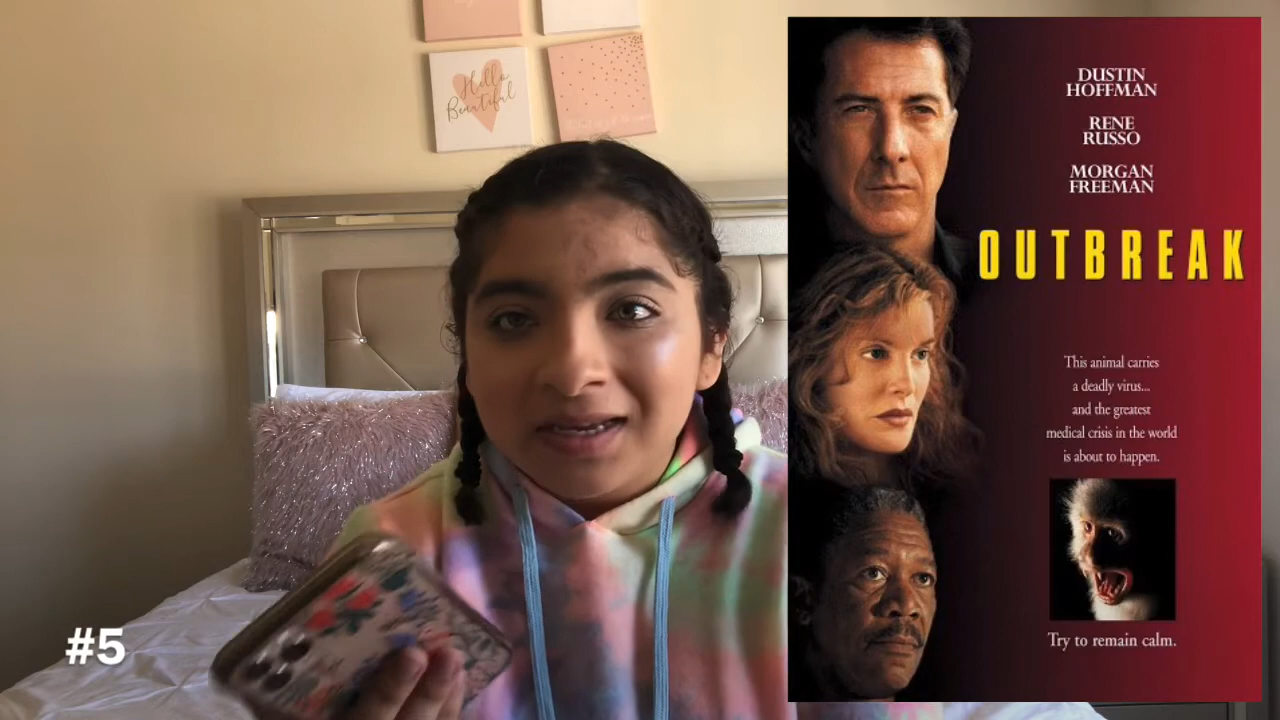 Hello
Beautiful
DUSTIN
HOFFMAN
RENE
RUSSO
MORGAN
FREEMAN
OUTBREAK
This animal carries
a deadly virus...
and the greatest
medical crisis in the world
is about to happen.
Try to remain calm.
#5